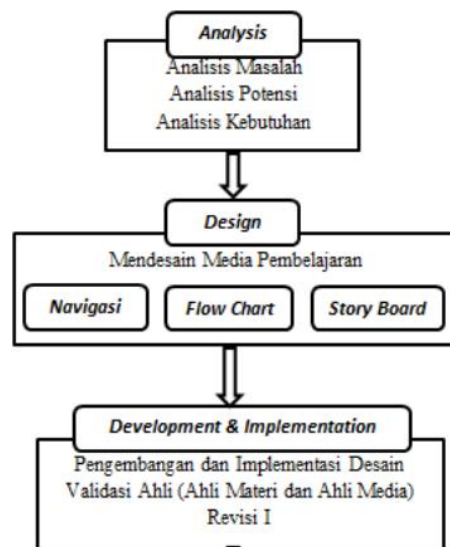 Analysis
Analisis Masalah
Analisis Potensi
Analisis Kebutuhan
Design
Mendesain Media Pembelajaran
Navigasi
Flow Chart
Story Board
Development & Implementation
Pengembangan dan Implementasi Desain
Validasi Ahli (Ahli Materi dan Ahli Media)
Revisi I